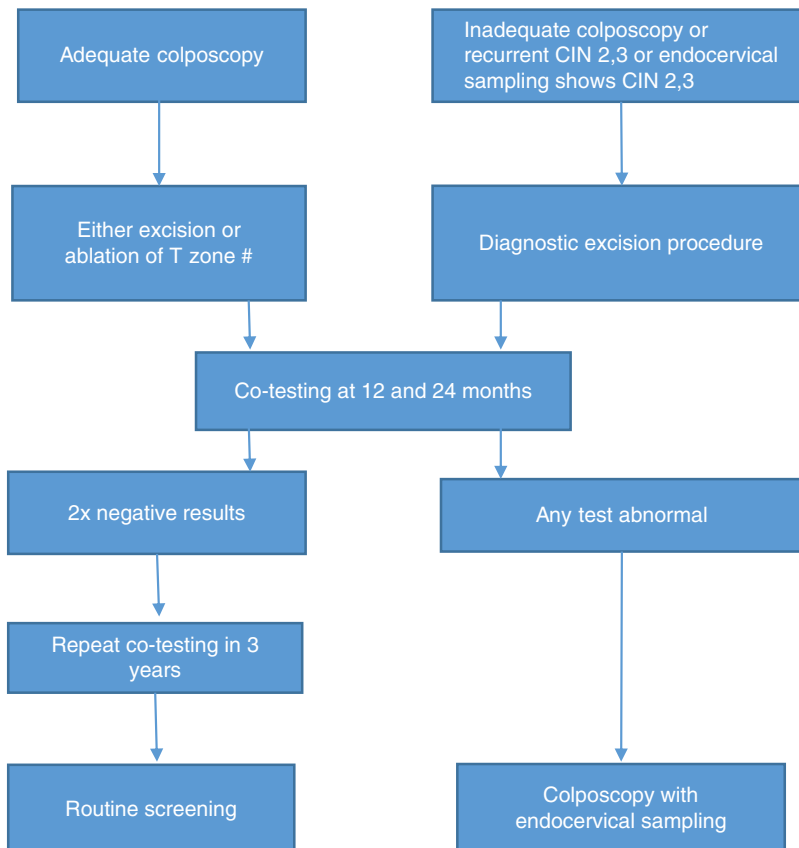 Adequate colposcopy
Inadequate colposcopy or
recurrent CIN 2,3 or endocervical
sampling shows CIN 2,3
Either excision or
ablation of T zone #
Diagnostic excision procedure
Co-testing at 12 and 24 months
2x negative results
Any test abnormal
Repeat co-testing in 3
years
Routine screening
Colposcopy with
endocervical sampling